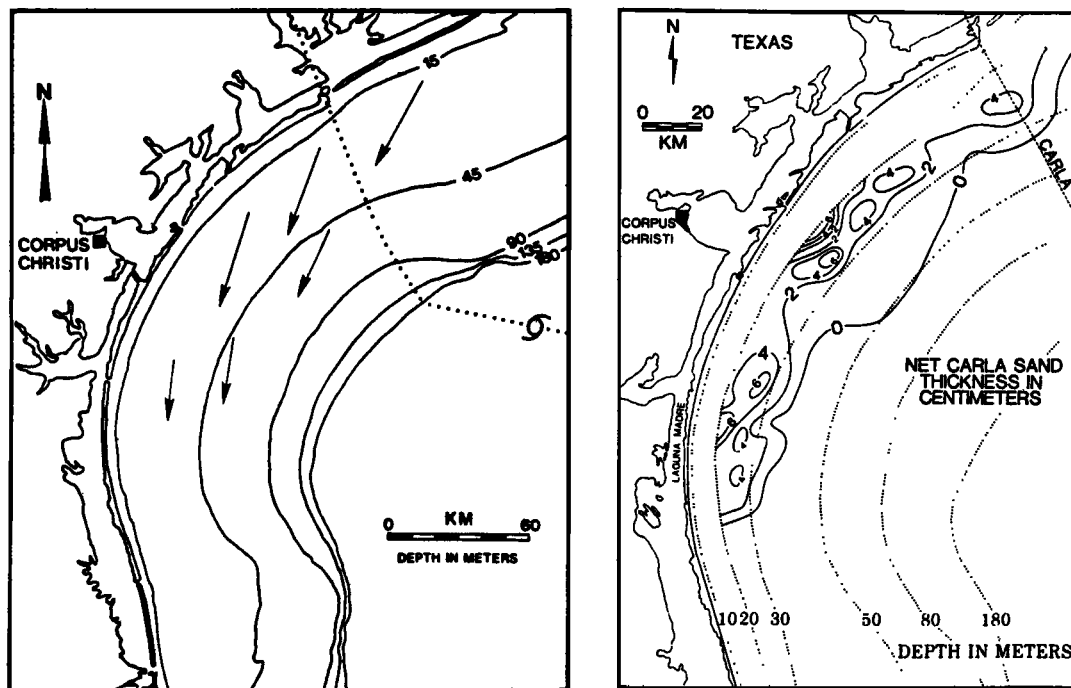 N
CORPUS
CHRISTI
15
45
90
135
180
0 KM 60
DEPTH IN METERS
N
TEXAS
0 20
KM
CORPUS
CHRISTI
CARLA
4
2
0
4
4
4
2
0
4
6
NET CARLA SAND
THICKNESS IN
CENTIMETERS
LAGUNA MADRE
10 20 30 50 80 180
DEPTH IN METERS